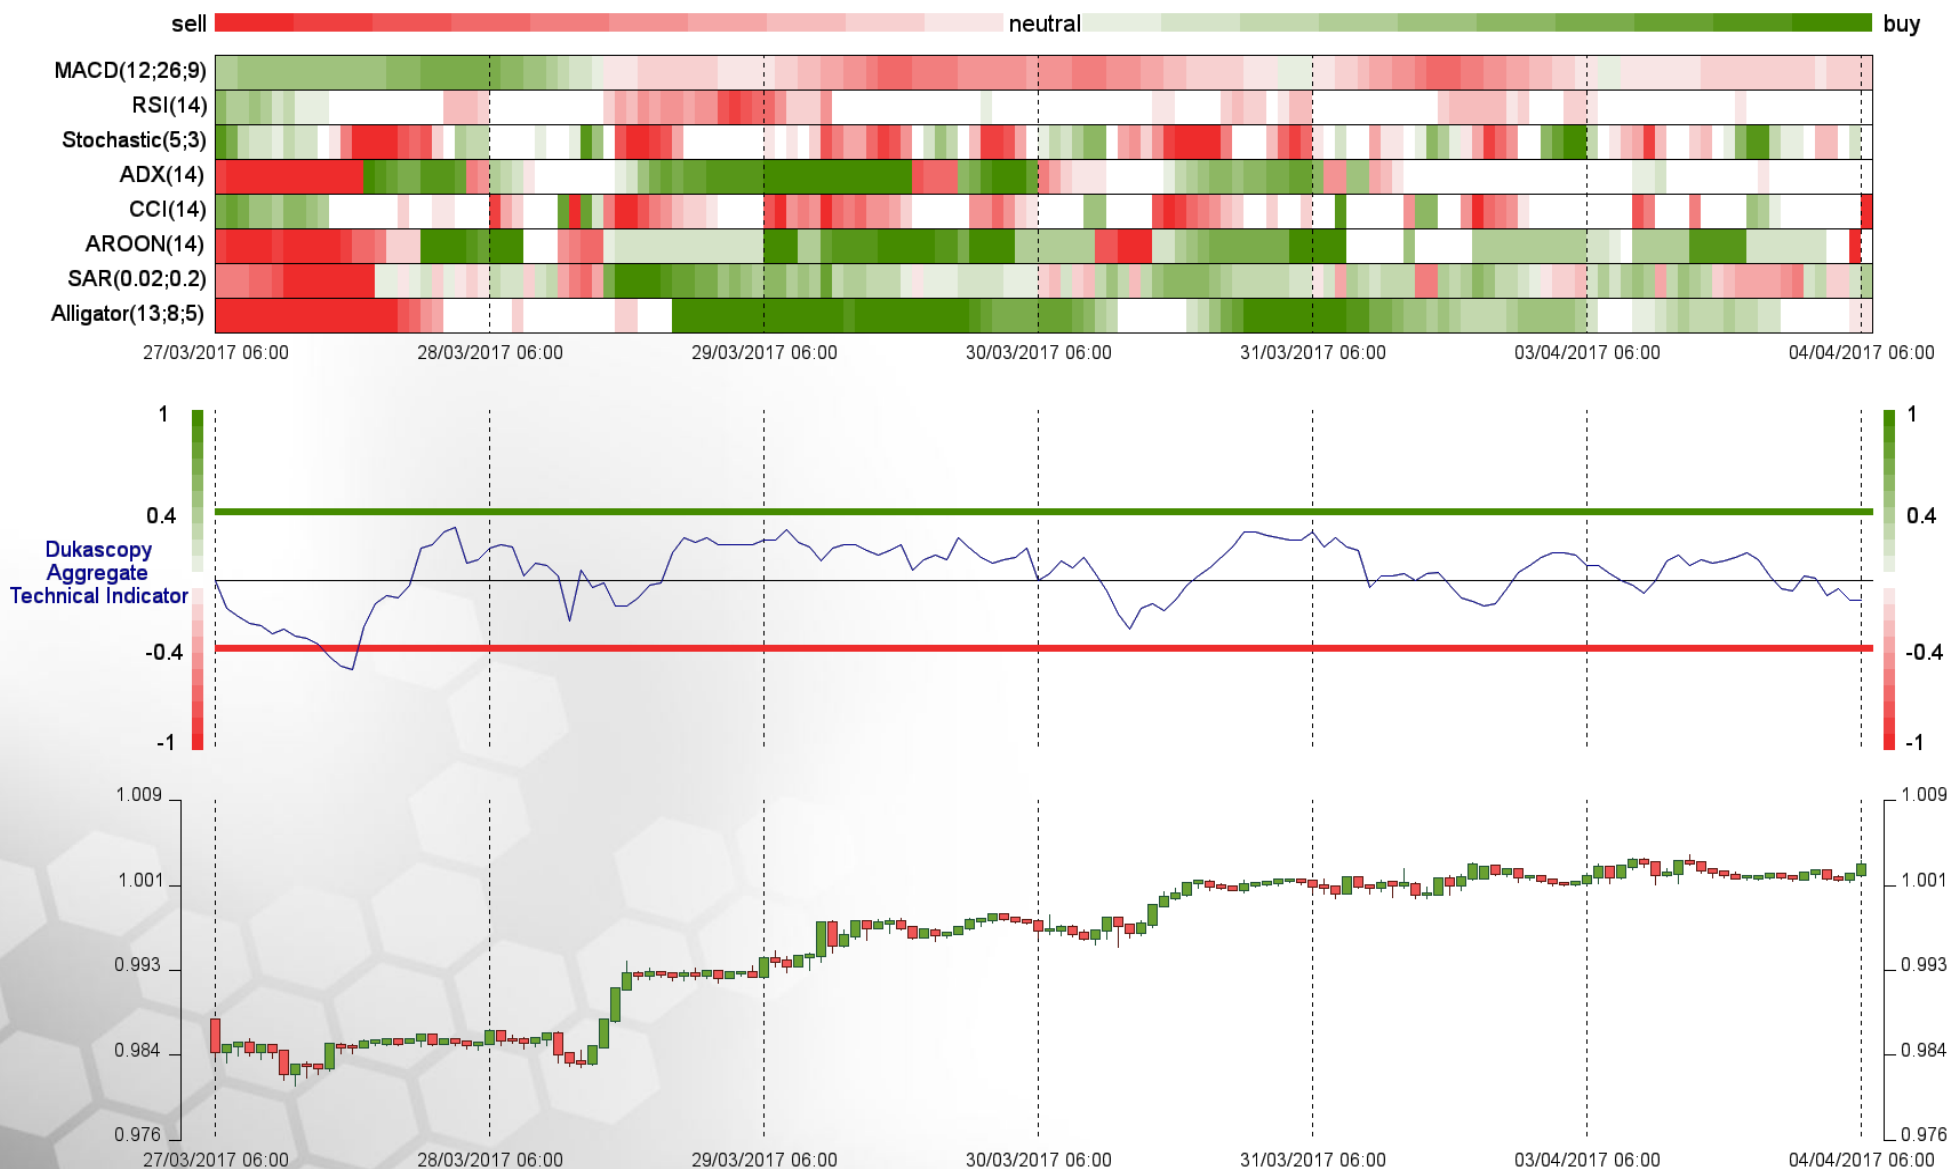 sell neutral buy
MACD(12;26;9)
RSI(14)
Stochastic(5;3)
ADX(14)
CCI(14)
AROON(14)
SAR(0.02;0.2)
Alligator(13;8;5)
27/03/2017 06:00 28/03/2017 06:00 29/03/2017 06:00 30/03/2017 06:00 31/03/2017 06:00 03/04/2017 06:00 04/04/2017 06:00
1 1
0.4 0.4
Dukascopy
Aggregate
Technical Indicator
-0.4 -0.4
-1 -1
1.009 1.009
1.001 1.001
0.993 0.993
0.984 0.984
0.976 0.976
27/03/2017 06:00 28/03/2017 06:00 29/03/2017 06:00 30/03/2017 06:00 31/03/2017 06:00 03/04/2017 06:00 04/04/2017 06:00